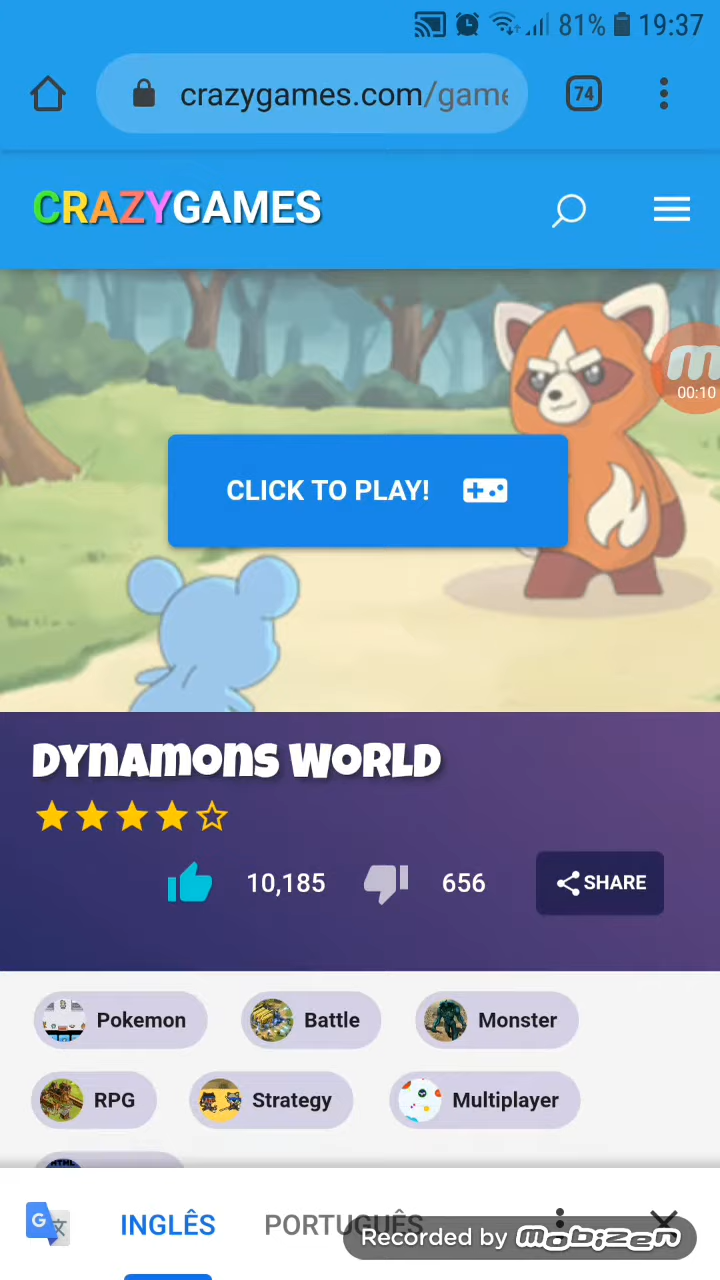 81% 19:37
crazygames.com/game
74
CRAZYGAMES
m
00:10
CLICK TO PLAY!
DYNAMONS WORLD
10,185 656 SHARE
Pokemon Battle Monster
RPG Strategy Multiplayer
HTML
G INGLÊS PORTUGUÊS
Recorded by mobizen